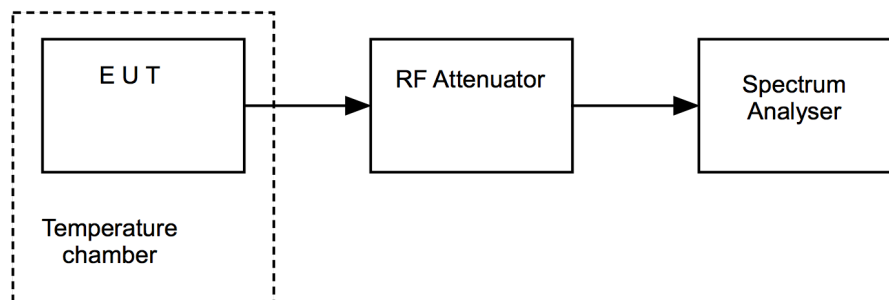 E U T
RF Attenuator
Spectrum
Analyser
Temperature
chamber